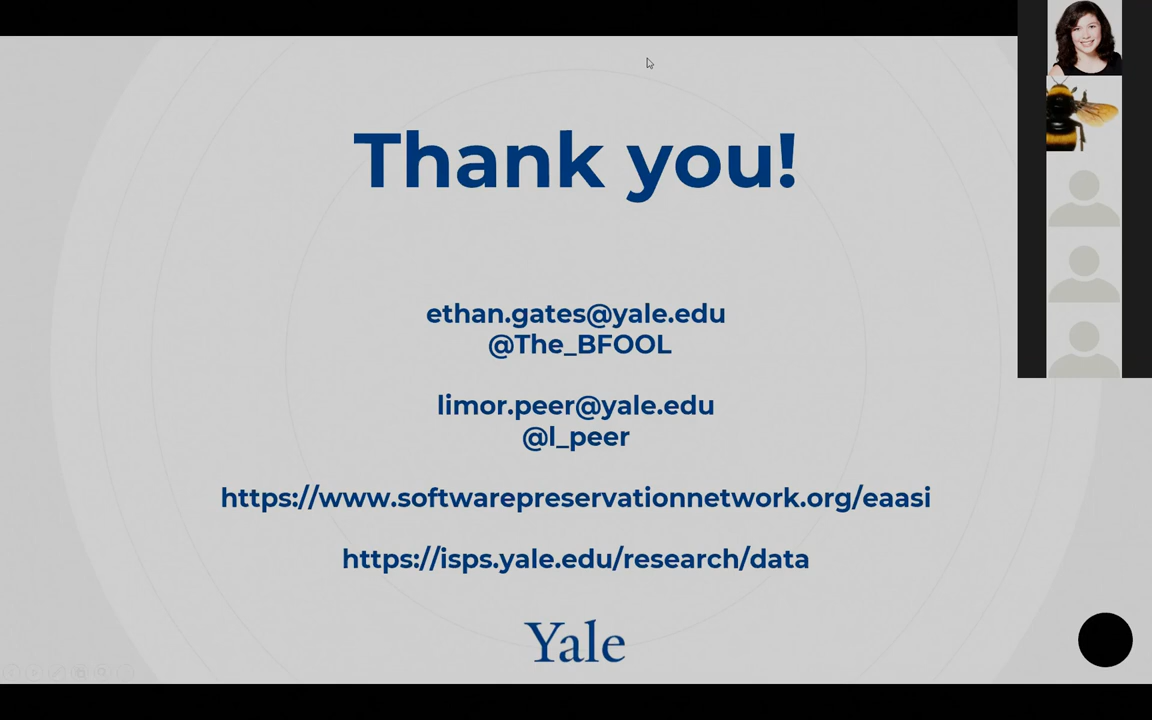 Thank you!
ethan.gates@yale.edu
@The_BFOOL
limor.peer@yale.edu
@l_peer
https://www.softwarepreservationnetwork.org/eaasi
https://isps.yale.edu/research/data
Yale